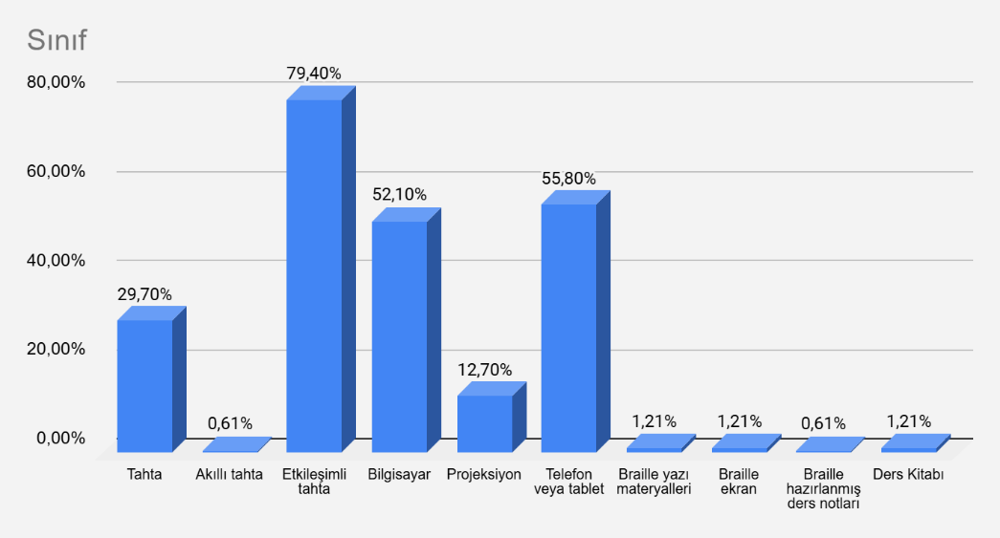 Sınıf
80,00%
60,00%
40,00%
20,00%
0,00%
29,70%
0,61%
79,40%
52,10%
12,70%
55,80%
1,21%
1,21%
0,61%
1,21%
Tahta
Akıllı tahta
Etkileşimli
tahta
Bilgisayar
Projeksiyon
Telefon
veya tablet
Braille yazı
materyalleri
Braille
ekran
Braille
hazırlanmış
ders notları
Ders Kitabı